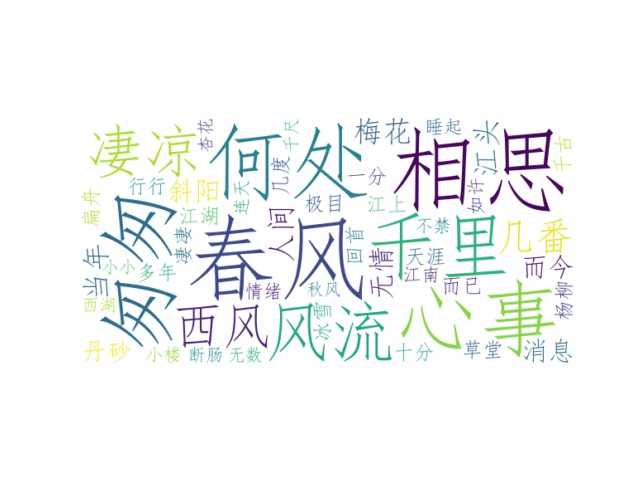 凄凉
何处
相思
匆匆
春风
千里
心事
风流
西风
几番
无情
人间
梅花
江头
当年
斜阳
丹砂
消息
而今
草堂
杨柳
天涯
多年
江湖
行行
扁舟
杏花
千尺
几度
连天
一分
睡起
千古
如许
江上
极目
不禁
回首
江南
而已
凄凄
小小
西湖
情绪
秋风
冰雪
小楼
断肠
无数
十分